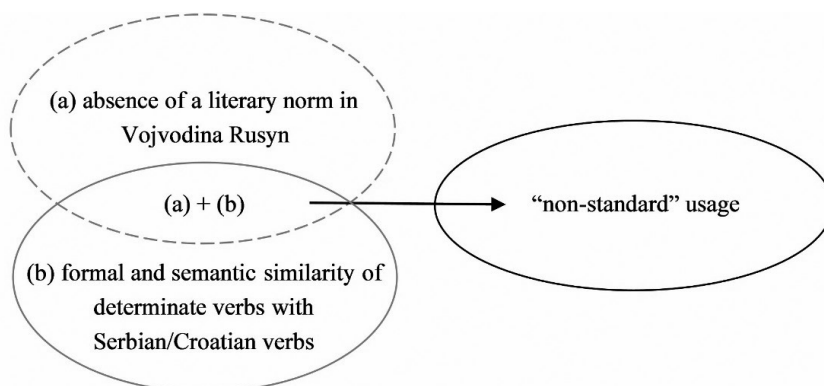 (a) absence of a literary norm in
Vojvodina Rusyn
(a) + (b)
“non-standard” usage
(b) formal and semantic similarity of
determinate verbs with
Serbian/Croatian verbs